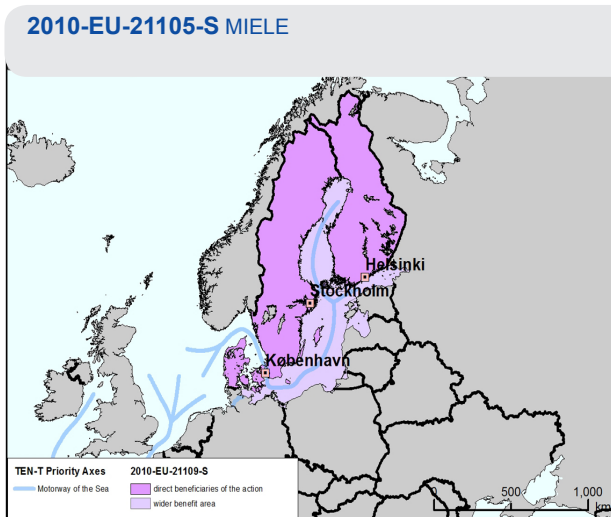 2010-EU-21105-S MIELE
Helsinki
Stockholm
København
TEN-T Priority Axes
Motorway of the Sea
2010-EU-21109-S
direct beneficiaries of the action
wider benefit area
0 500 1,000
km